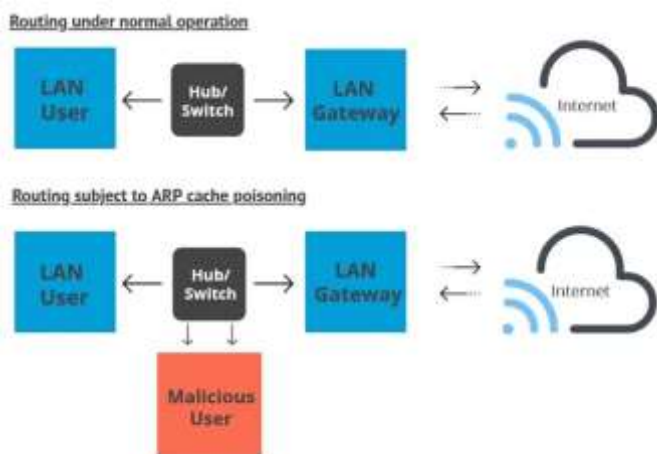 Routing under normal operation
LAN
User
Hub/
Switch
LAN
Gateway
Internet
Routing subject to ARP cache poisoning
LAN
User
Hub/
Switch
LAN
Gateway
Internet
Malicious
User